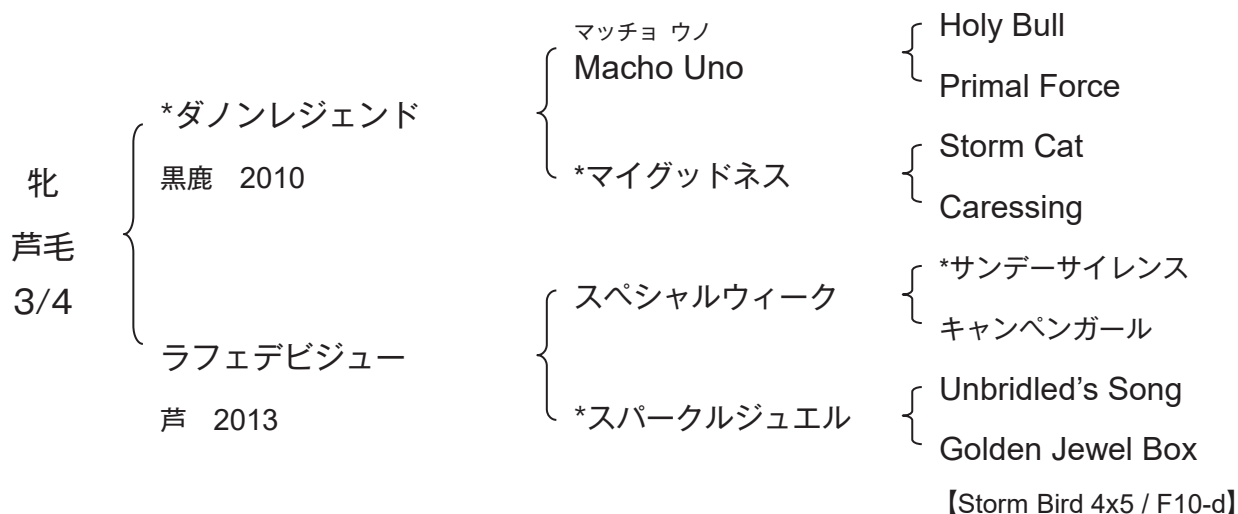 牝
芦毛
3/4
*ダノンレジェンド
黒鹿 2010
ラフェデビジュー
芦 2013
マッチョ ウノ
Macho Uno
*マイグッドネス
スペシャルウィーク
*スパークルジュエル
Holy Bull
Primal Force
Storm Cat
Caressing
*サンデーサイレンス
キャンペンガール
Unbridled’s Song
Golden Jewel Box
【Storm Bird 4x5 / F10-d】